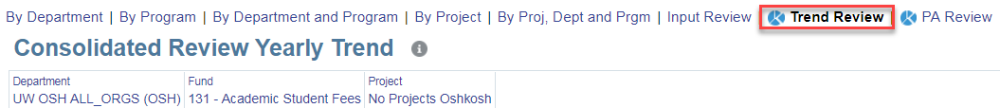 By Department | By Program | By Department and Program | By Project | By Proj, Dept and Prgm | Input Review | Trend Review | PA Review
Consolidated Review Yearly Trend
Department Fund Project
UW OSH ALL_ORGS (OSH) 131 - Academic Student Fees No Projects Oshkosh